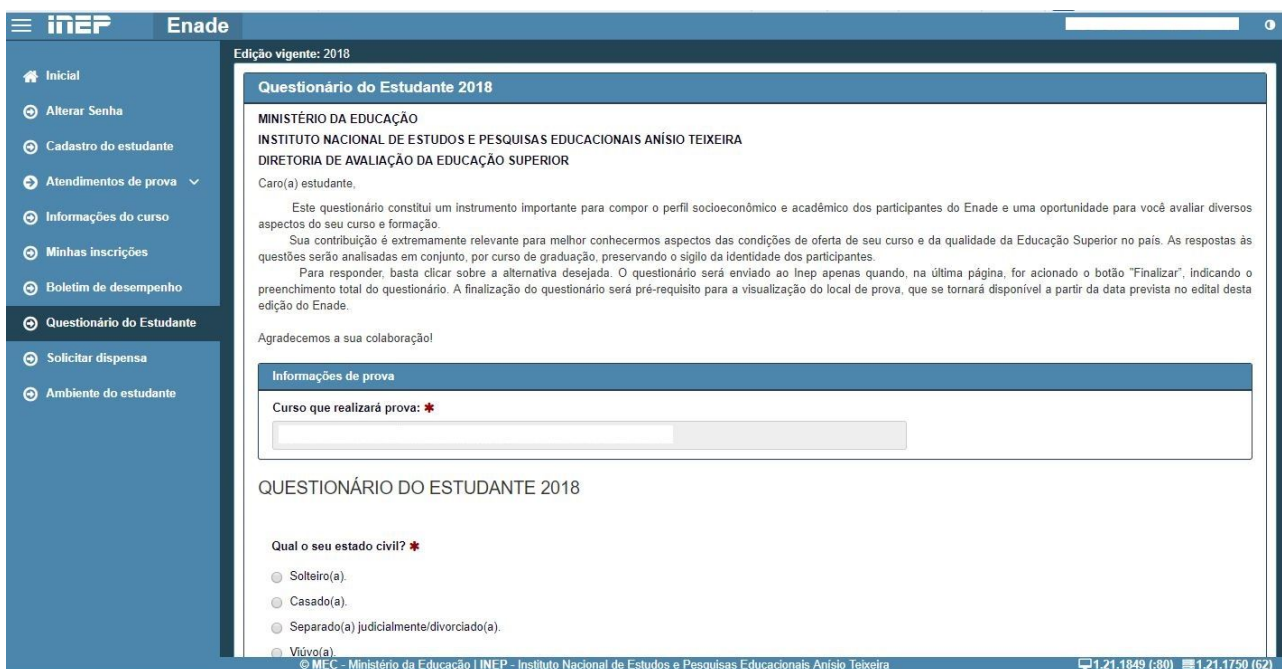 inep Enade
Edição vigente: 2018
Inicial
Alterar Senha
Cadastro do estudante
Atendimentos de prova
Informações do curso
Minhas inscrições
Boletim de desempenho
Questionário do Estudante
Solicitar dispensa
Ambiente do estudante
Questionário do Estudante 2018
MINISTÉRIO DA EDUCAÇÃO
INSTITUTO NACIONAL DE ESTUDOS E PESQUISAS EDUCACIONAIS ANÍSIO TEIXEIRA
DIRETORIA DE AVALIAÇÃO DA EDUCAÇÃO SUPERIOR
Caro(a) estudante,
Este questionário constitui um instrumento importante para compor o perfil socioeconômico e acadêmico dos participantes do Enade e uma oportunidade para você avaliar diversos
aspectos do seu curso e formação.
Sua contribuição é extremamente relevante para melhor conhecermos aspectos das condições de oferta de seu curso e da qualidade da Educação Superior no país. As respostas às
questões serão analisadas em conjunto, por curso de graduação, preservando o sigilo da identidade dos participantes.
Para responder, basta clicar sobre a alternativa desejada. O questionário será enviado ao Inep apenas quando, na última página, for acionado o botão "Finalizar", indicando o
preenchimento total do questionário. A finalização do questionário será pré-requisito para a visualização do local de prova, que se tornará disponível a partir da data prevista no edital desta
edição do Enade.
Agradecemos a sua colaboração!
Informações de prova
Curso que realizará prova: ✱
QUESTIONÁRIO DO ESTUDANTE 2018
Qual o seu estado civil? ✱
Solteiro(a).
Casado(a).
Separado(a) judicialmente/divorciado(a).
Viúvo(a).
© MEC - Ministério da Educação | INEP - Instituto Nacional de Estudos e Pesquisas Educacionais Anísio Teixeira 1.21.1849 (:80) 1.21.1750 (62)